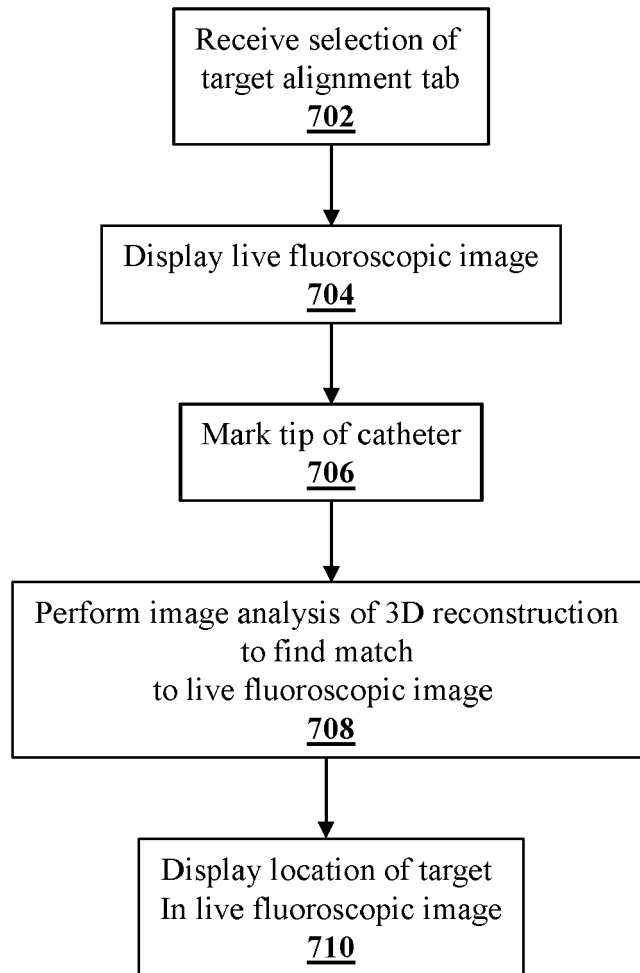 Receive selection of
target alignment tab
702
Display live fluoroscopic image
704
Mark tip of catheter
706
Perform image analysis of 3D reconstruction
to find match
to live fluoroscopic image
708
Display location of target
In live fluoroscopic image
710